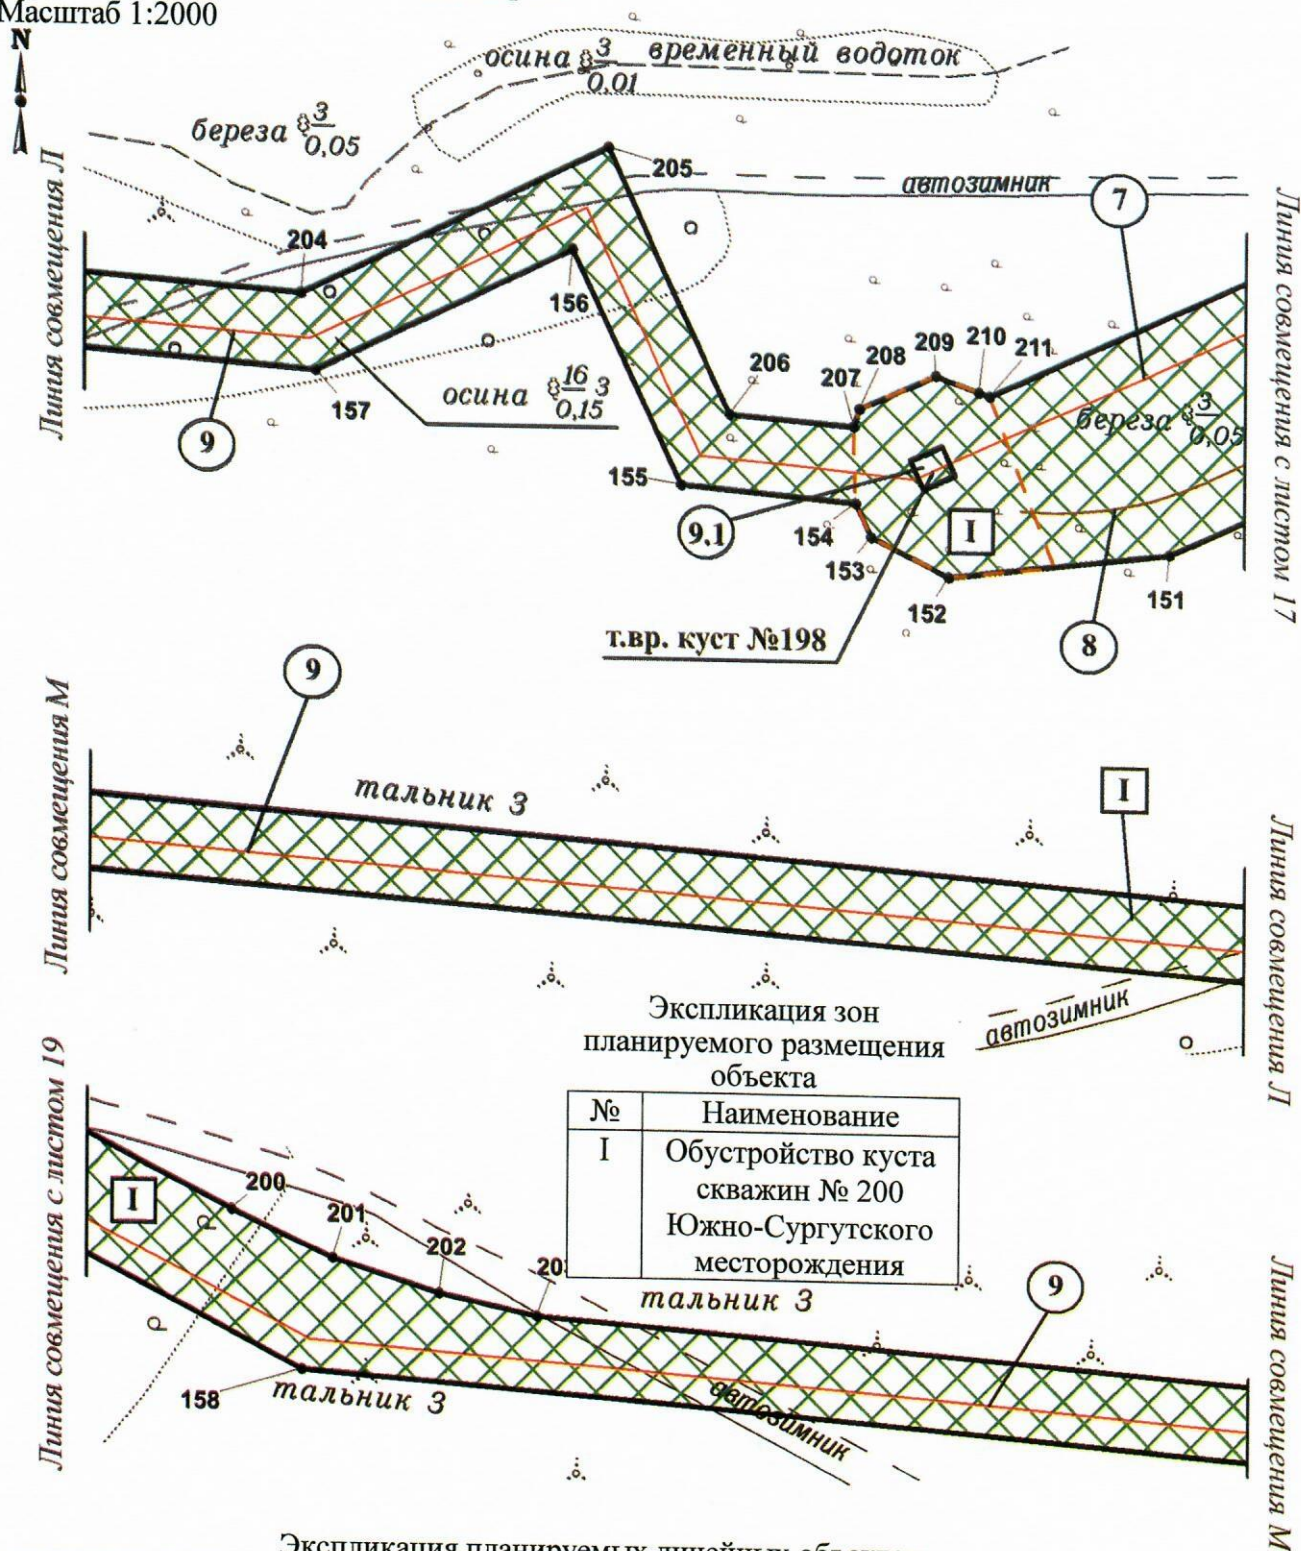 Масштаб 1:2000
N
осина 3 временный водоток
0,01
береза 3
0,05
205
автозимник
7
204
Линия совмещения Л
Линия совмещения с листом 17
156
206
207
208
209
210
211
осина 16 3
0,15
157
9
береза 3
0,05
155
9.1
154
I
153
152
151
т.вр. куст №198
8
9
Линия совмещения М
тальник 3
I
Линия совмещения Л
автозимник
Экспликация зон
планируемого размещения
объекта
№ Наименование
I Обустройство куста
скважин № 200
Южно-Сургутского
месторождения
Линия совмещения с листом 19
I
200
201
202
тальник 3
9
158
тальник 3
автозимник
Линия совмещения М
Экспликация планируемых линейных